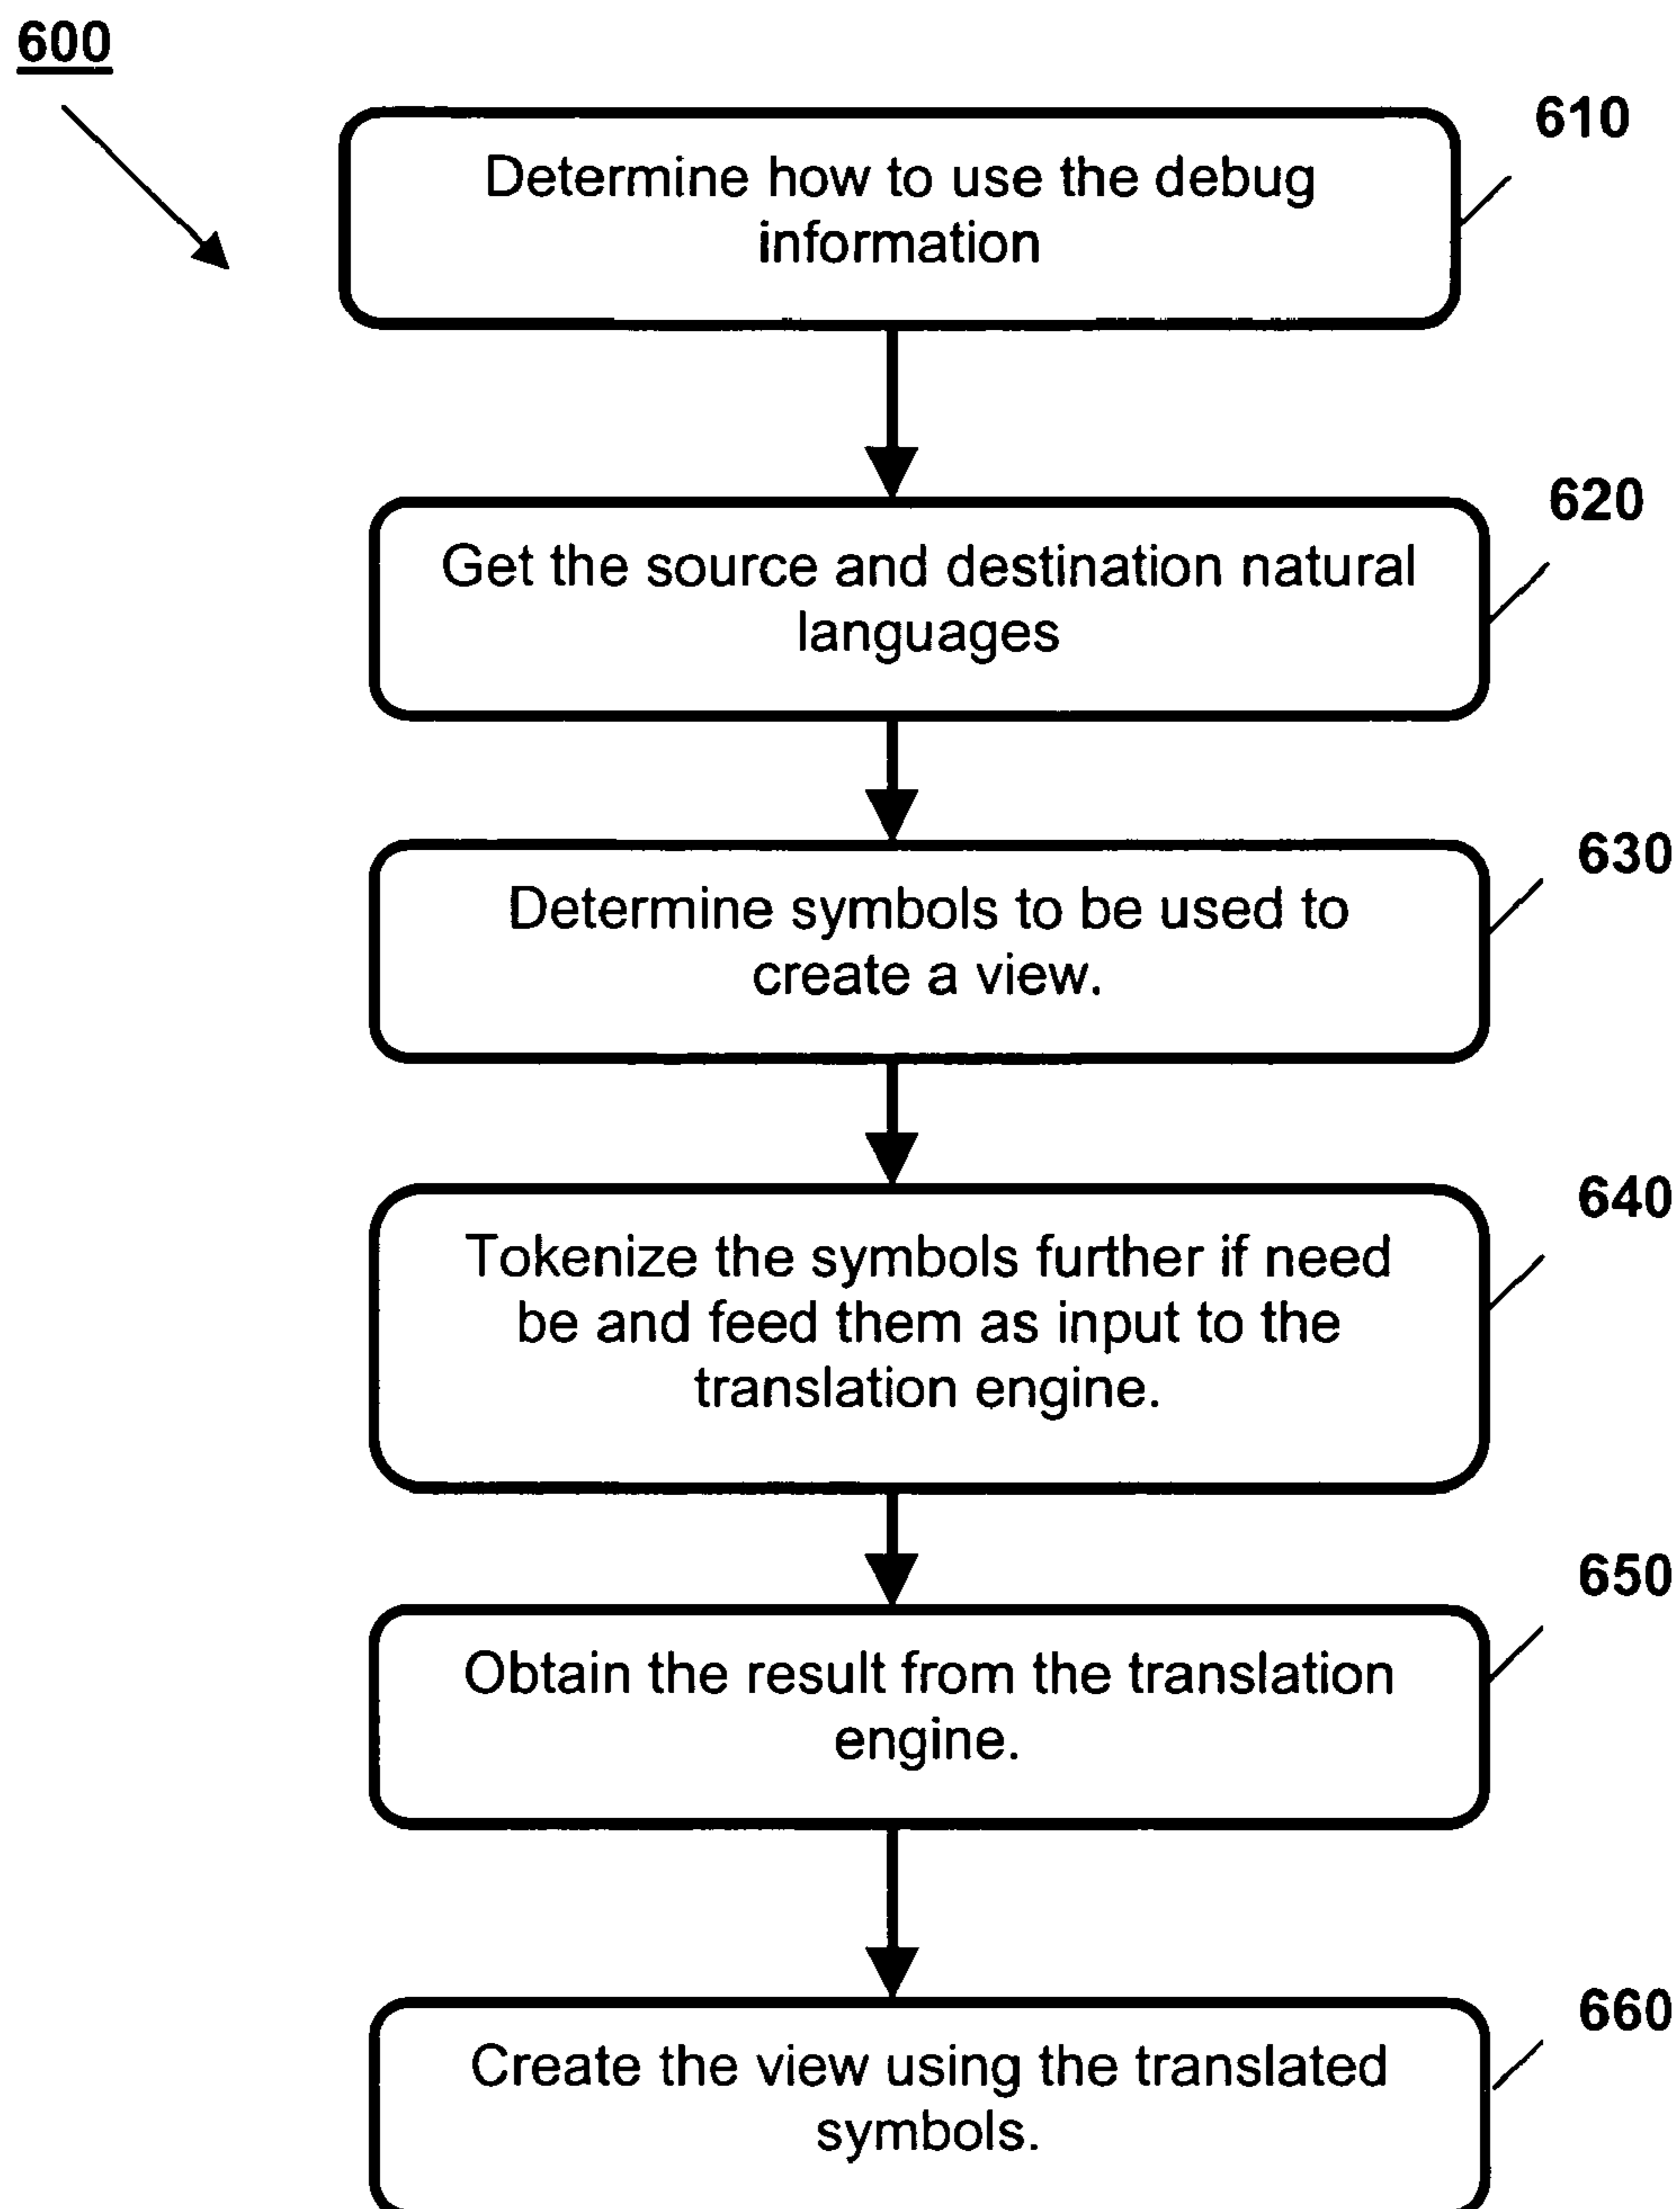 600
610
Determine how to use the debug
information
620
Get the source and destination natural
languages
630
Determine symbols to be used to
create a view.
640
Tokenize the symbols further if need
be and feed them as input to the
translation engine.
650
Obtain the result from the translation
engine.
660
Create the view using the translated
symbols.